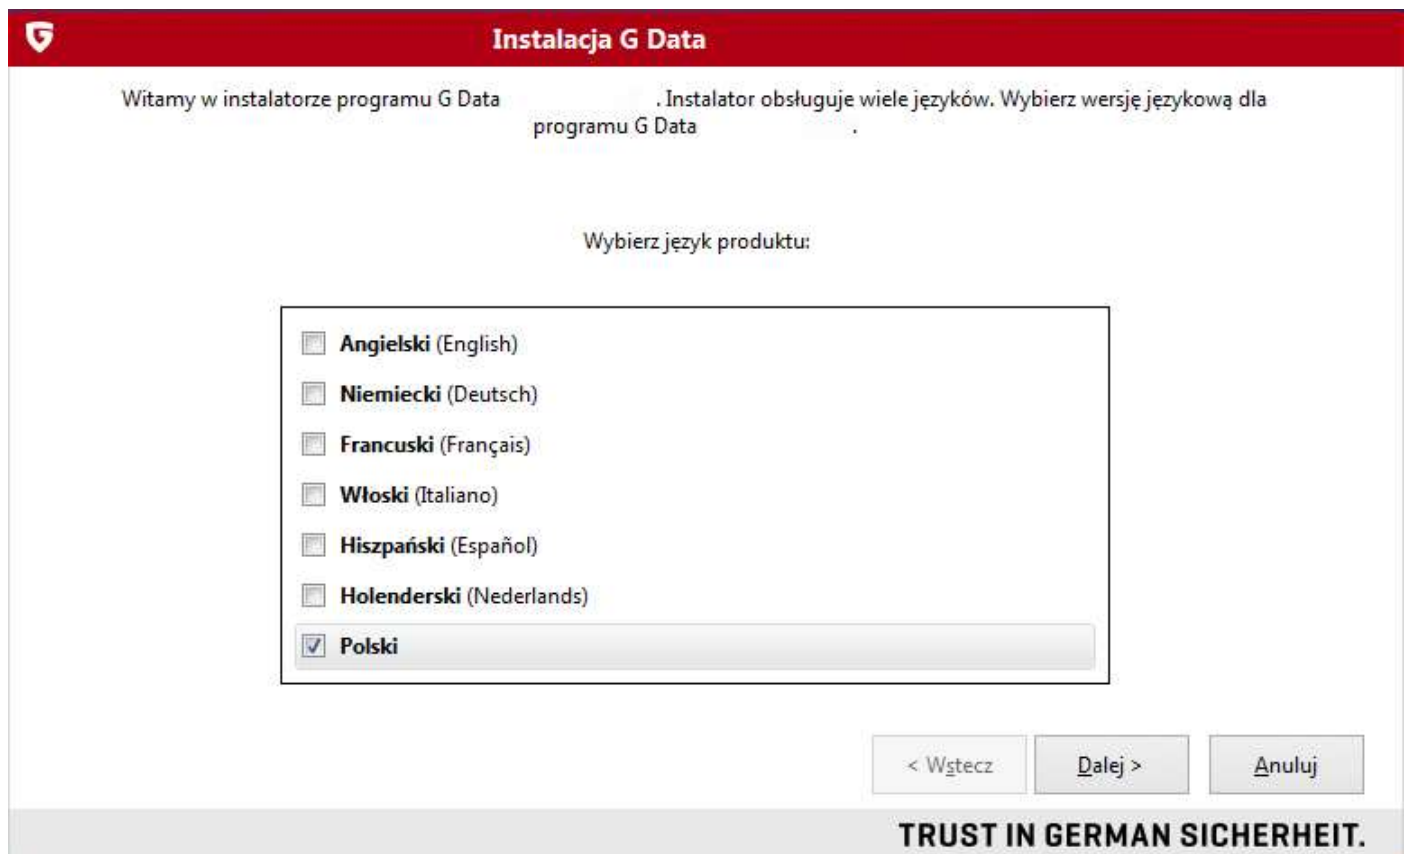 Instalacja G Data
Witamy w instalatorze programu G Data . Instalator obsługuje wiele języków. Wybierz wersję językową dla
programu G Data .
Wybierz język produktu:
Angielski (English)
Niemiecki (Deutsch)
Francuski (Français)
Włoski (Italiano)
Hiszpański (Español)
Holenderski (Nederlands)
Polski
< Wstecz
Dalej >
Anuluj
TRUST IN GERMAN SICHERHEIT.